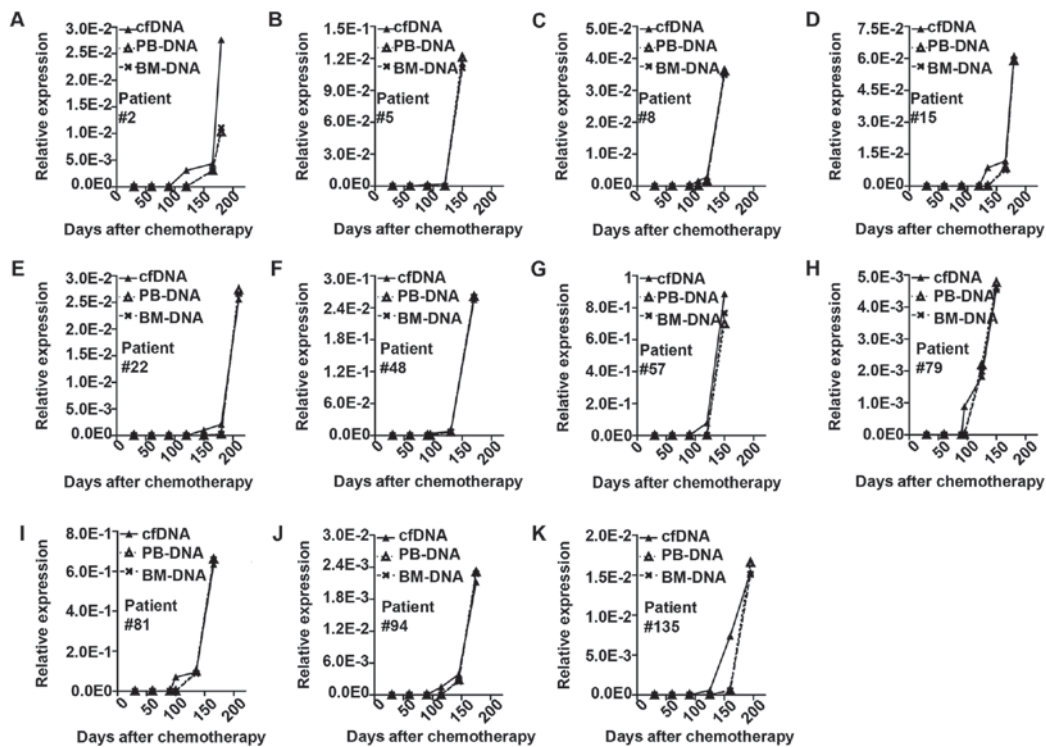 A
Relative expression
3.0E-2
2.5E-2
2.0E-2
1.5E-2
1.0E-2
5.0E-3
0.0E0
cfDNA
PB-DNA
BM-DNA
Patient
#2
0 50 100 150 200
Days after chemotherapy
B
Relative expression
1.5E-1
12.E-1
9.0E-2
6.0E-2
3.0E-2
0.0E0
cfDNA
PB-DNA
BM-DNA
Patient
#5
0 50 100 150 200
Days after chemotherapy
C
Relative expression
5.0E-2
4.0E-2
3.0E-2
2.0E-2
1.0E-2
0.0E0
cfDNA
PB-DNA
BM-DNA
Patient
#8
0 50 100 150 200
Days after chemotherapy
D
Relative expression
7.5E-2
6.0E-2
4.5E-2
3.0E-2
1.5E-2
0.0E0
cfDNA
PB-DNA
BM-DNA
Patient
#15
0 50 100 150 200
Days after chemotherapy
E
Relative expression
3.0E-2
2.5E-2
2.0E-2
1.5E-2
1.0E-2
5.0E-3
0.0E0
cfDNA
PB-DNA
BM-DNA
Patient
#22
0 50 100 150 200
Days after chemotherapy
F
Relative expression
3.0E-1
2.6E-1
2.1E-1
1.2E-1
6.0E-2
0.0E0
cfDNA
PB-DNA
BM-DNA
Patient
#48
0 50 100 150 200
Days after chemotherapy
G
Relative expression
1
8.0E-1
6.0E-1
4.0E-1
2.0E-1
0.0E0
cfDNA
PB-DNA
BM-DNA
Patient
#57
0 50 100 150 200
Days after chemotherapy
H
Relative expression
5.0E-3
4.0E-3
3.0E-3
2.0E-3
1.0E-3
0.0E0
cfDNA
PB-DNA
BM-DNA
Patient
#79
0 50 100 150 200
Days after chemotherapy
I
Relative expression
8.0E-1
6.0E-1
4.0E-1
2.0E-1
0.0E0
cfDNA
PB-DNA
BM-DNA
Patient
#81
0 50 100 150 200
Days after chemotherapy
J
Relative expression
3.0E-3
2.4E-3
1.8E-3
1.2E-3
6.0E-3
0.0E0
cfDNA
PB-DNA
BM-DNA
Patient
#94
0 50 100 150 200
Days after chemotherapy
K
Relative expression
2.0E-2
1.5E-2
1.0E-2
5.0E-3
0.0E0
cfDNA
PB-DNA
BM-DNA
Patient
#135
0 50 100 150 200
Days after chemotherapy